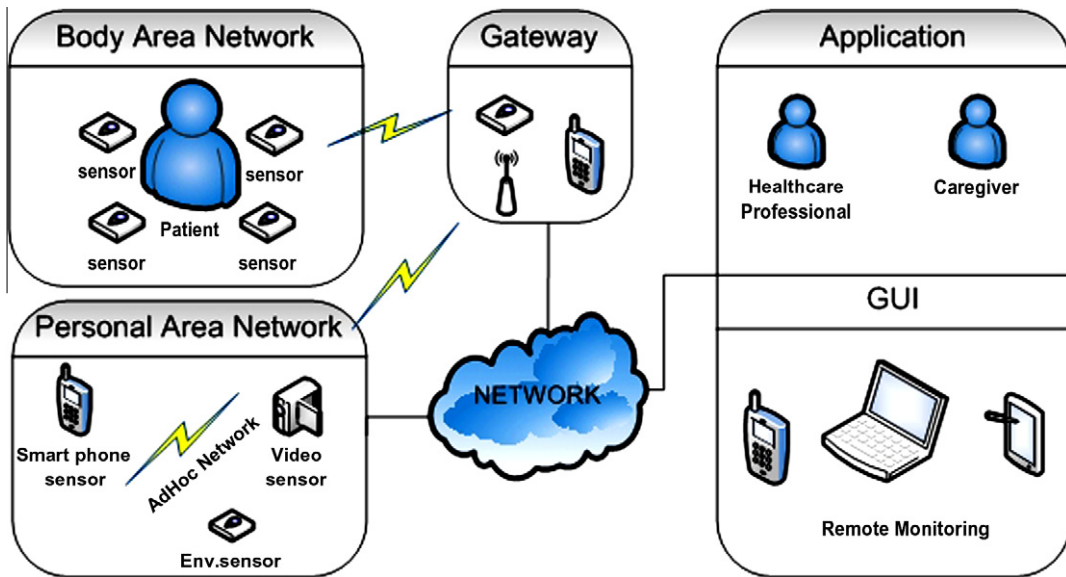 Body Area Network
sensor
sensor
Patient
sensor
sensor
Gateway
Application
Healthcare
Professional
Caregiver
GUI
Remote Monitoring
Personal Area Network
Smart phone
sensor
AdHoc Network
Video
sensor
Env.sensor
NETWORK